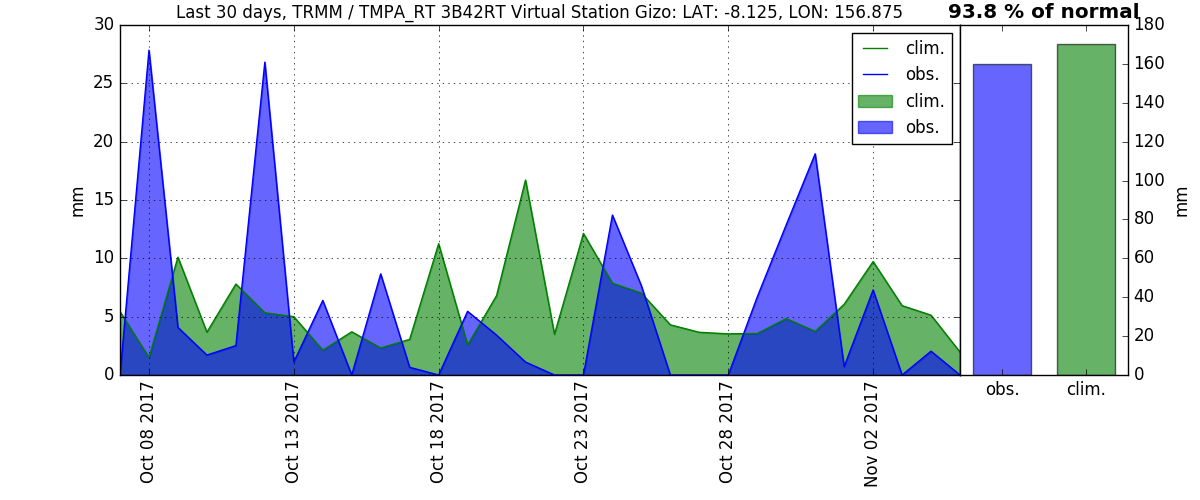 Last 30 days, TRMM / TMPA_RT 3B42RT Virtual Station Gizo: LAT: -8.125, LON: 156.875
93.8 % of normal
30
25
20
15
10
5
0
mm
clim.
obs.
clim.
obs.
Oct 08 2017
Oct 13 2017
Oct 18 2017
Oct 23 2017
Oct 28 2017
Nov 02 2017
180
160
140
120
100
80
60
40
20
0
mm
obs.
clim.